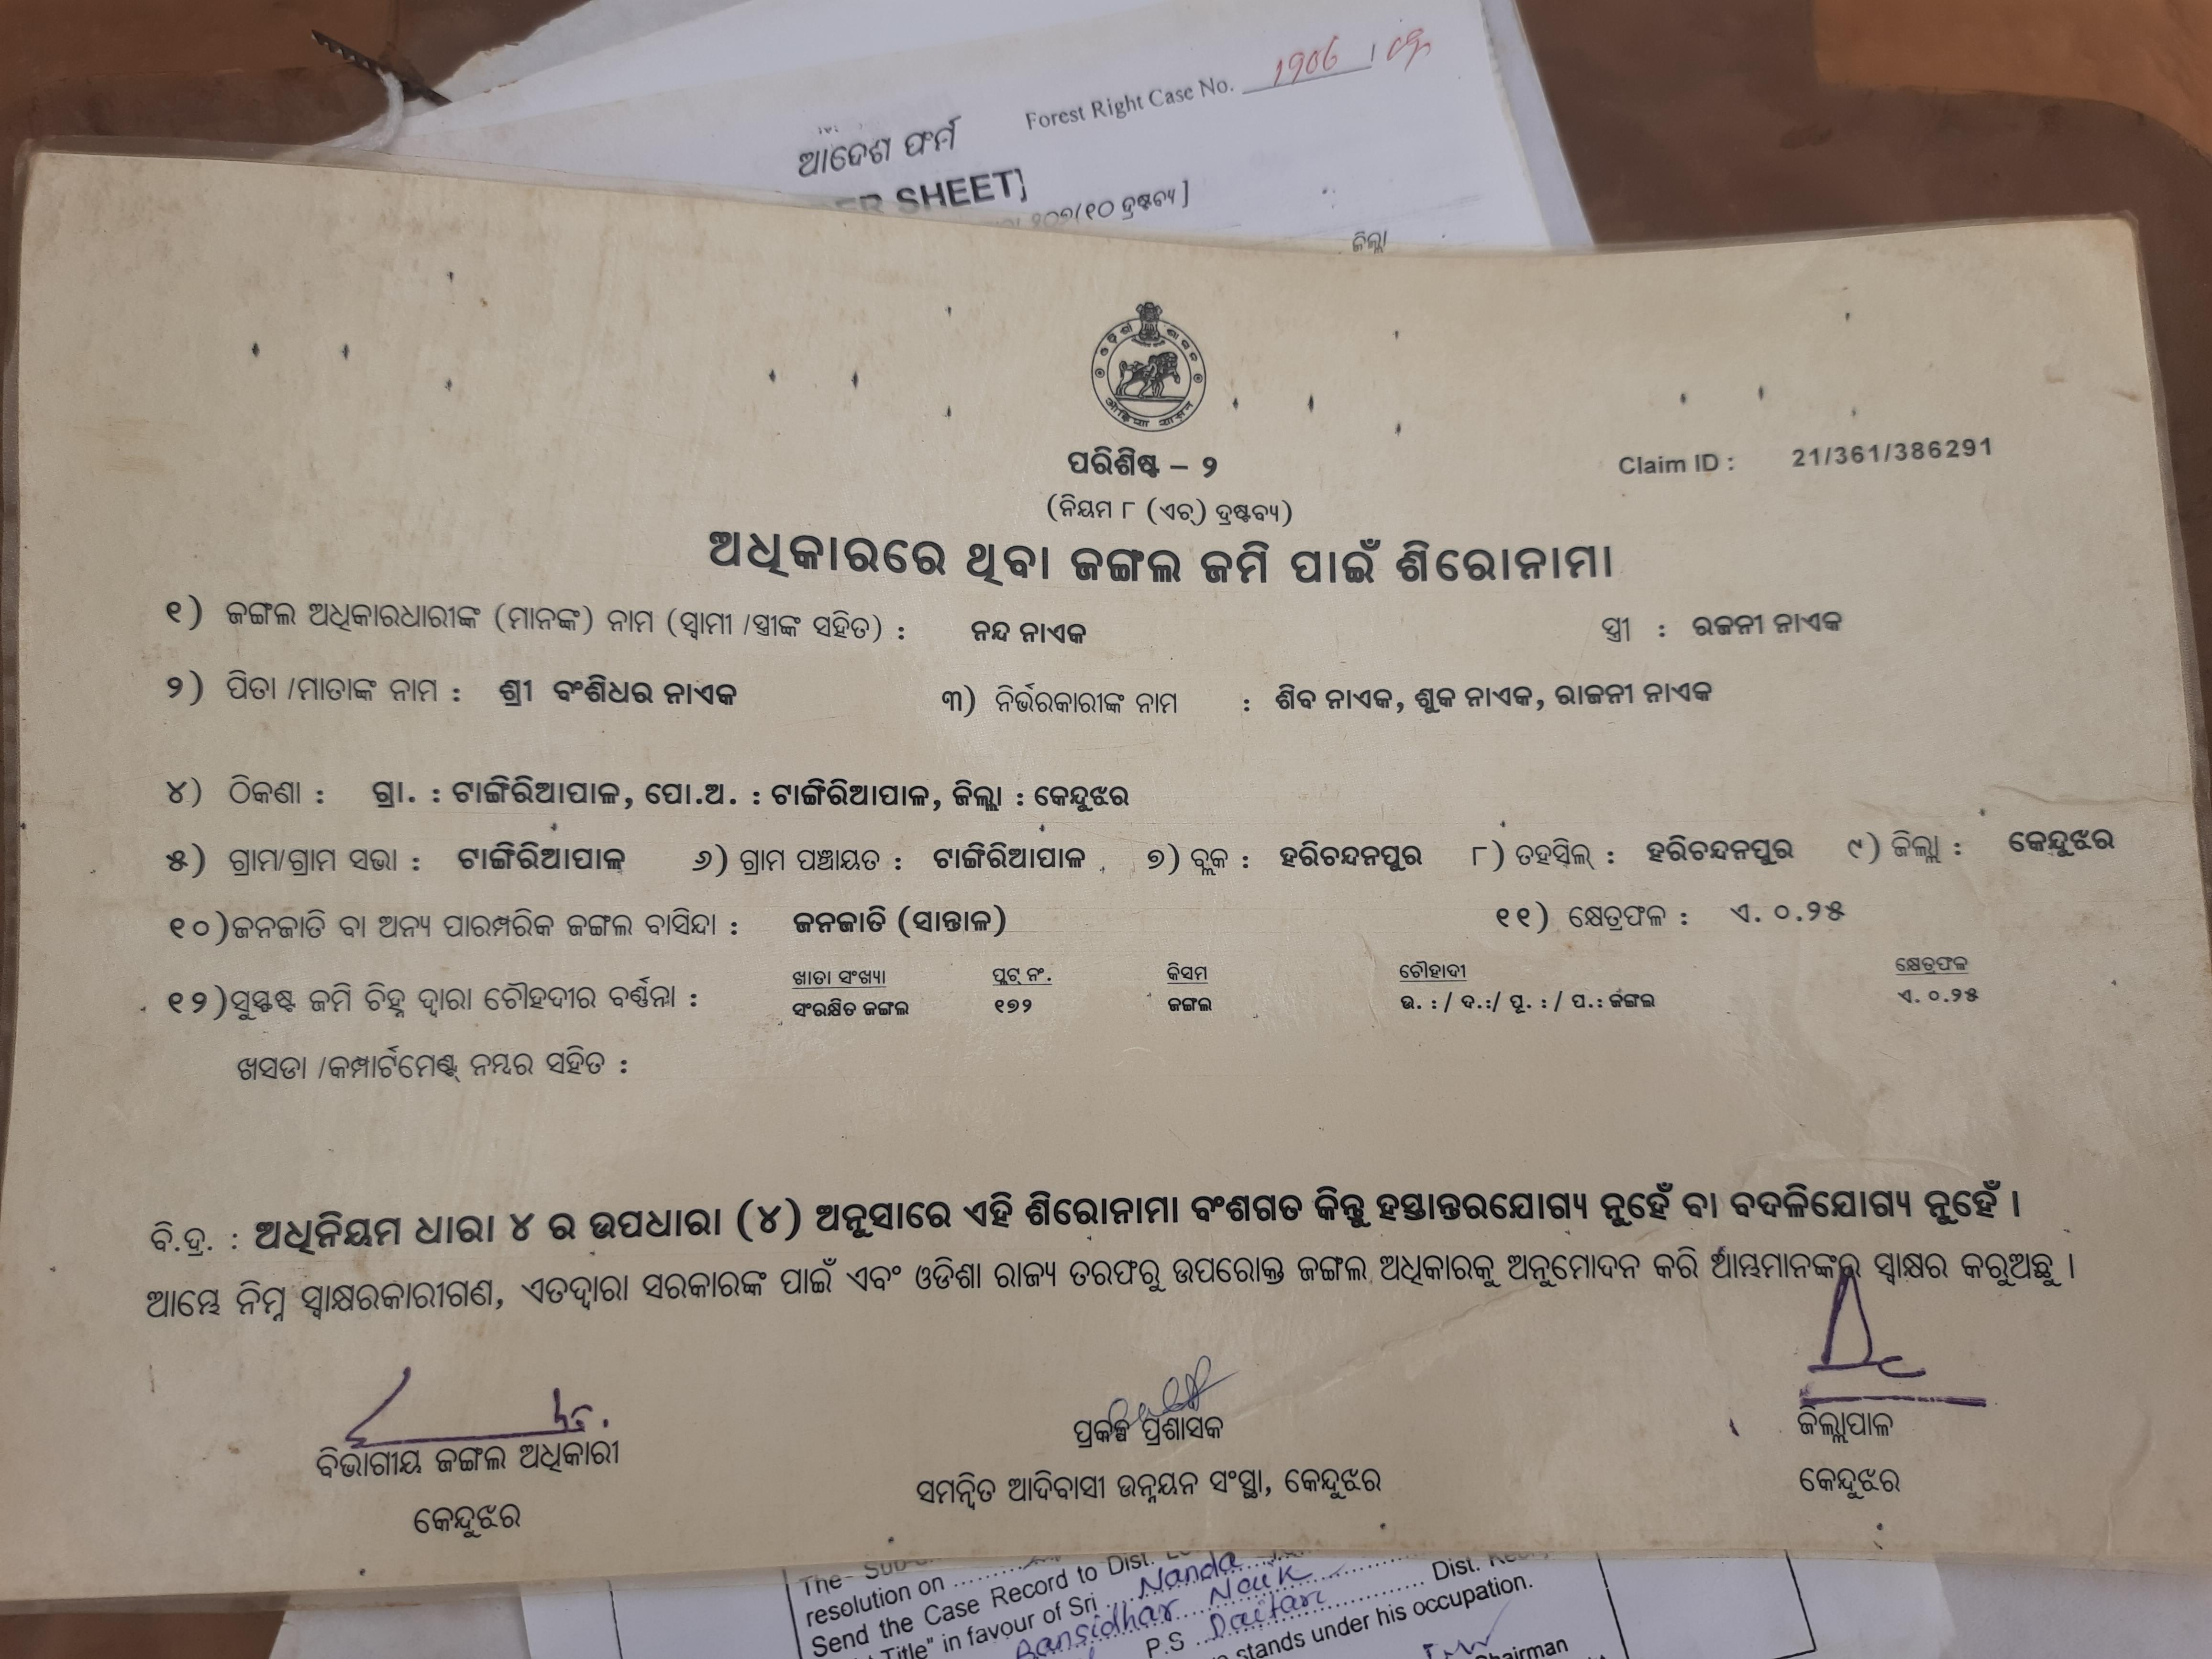 Forest Right Case No. 1906
ଆଦେଶ ଫର୍ମ
SHEET]
୧୦୨/୧୦ ଦ୍ରଷ୍ଟବ୍ୟ]
ଜିଲ୍ଲା
ପରିଶିଷ୍ଟ – ୨
Claim ID : 21/361/386291
(ନିୟମ ୮ (ଏଚ୍) ଦ୍ରଷ୍ଟବ୍ୟ)
ଅଧିକାରରେ ଥିବା ଜଙ୍ଗଲ ଜମି ପାଇଁ ଶିରୋନାମା
୧) ଜଙ୍ଗଲ ଅଧିକାରଧାରୀଙ୍କ (ମାନଙ୍କ) ନାମ (ସ୍ୱାମୀ /ସ୍ତ୍ରୀଙ୍କ ସହିତ) : ନନ୍ଦ ନାଏକ ସ୍ତ୍ରୀ : ରଜନୀ ନାଏକ
୨) ପିତା /ମାତାଙ୍କ ନାମ : ଶ୍ରୀ ବଂଶିଧର ନାଏକ ୩) ନିର୍ଭରକାରୀଙ୍କ ନାମ : ଶିବ ନାଏକ, ଶୁକ ନାଏକ, ରାଜନୀ ନାଏକ
୪) ଠିକଣା : ଗ୍ରା. : ଟାଙ୍ଗିରିଆପାଳ, ପୋ.ଅ. : ଟାଙ୍ଗିରିଆପାଳ, ଜିଲ୍ଲା : କେନ୍ଦୁଝର
୫) ଗ୍ରାମ/ଗ୍ରାମ ସଭା : ଟାଙ୍ଗିରିଆପାଳ ୬) ଗ୍ରାମ ପଞ୍ଚାୟତ : ଟାଙ୍ଗିରିଆପାଳ ୭) ବ୍ଲକ : ହରିଚନ୍ଦନପୁର ୮) ତହସିଲ୍ : ହରିଚନ୍ଦନପୁର ୯) ଜିଲ୍ଲା : କେନ୍ଦୁଝର
୧୦)ଜନଜାତି ବା ଅନ୍ୟ ପାରମ୍ପରିକ ଜଙ୍ଗଲ ବାସିନ୍ଦା : ଜନଜାତି (ସାନ୍ତାଳ) ୧୧) କ୍ଷେତ୍ରଫଳ : ଏ. ୦.୨୫
ଖାତା ସଂଖ୍ୟା ପ୍ଲଟ୍ ନଂ. କିସମ ଚୌହାଦୀ କ୍ଷେତ୍ରଫଳ
୧୨)ସୁସ୍ପଷ୍ଟ ଜମି ଚିହ୍ନ ଦ୍ୱାରା ଚୌହଦୀର ବର୍ଣ୍ଣନା : ସଂରକ୍ଷିତ ଜଙ୍ଗଲ ୧୭୨ ଜଙ୍ଗଲ ଉ. : / ଦ.:/ ପୂ. : / ପ.: ଜଙ୍ଗଲ ଏ. ୦.୨୫
ଖସଡା /କମ୍ପାର୍ଟମେଣ୍ଟ୍ ନମ୍ବର ସହିତ :
ବି.ଦ୍ର. : ଅଧିନିୟମ ଧାରା ୪ ର ଉପଧାରା (୪) ଅନୁସାରେ ଏହି ଶିରୋନାମା ବଂଶଗତ କିନ୍ତୁ ହସ୍ତାନ୍ତରଯୋଗ୍ୟ ନୁହେଁ ବା ବଦଳିଯୋଗ୍ୟ ନୁହେଁ ।
ଆମ୍ଭେ ନିମ୍ନ ସ୍ୱାକ୍ଷରକାରୀଗଣ, ଏତଦ୍ୱାରା ସରକାରଙ୍କ ପାଇଁ ଏବଂ ଓଡିଶା ରାଜ୍ୟ ତରଫରୁ ଉପରୋକ୍ତ ଜଙ୍ଗଲ ଅଧିକାରକୁ ଅନୁମୋଦନ କରି ଆମ୍ଭମାନଙ୍କର ସ୍ୱାକ୍ଷର କରୁଅଛୁ ।
ବିଭାଗୀୟ ଜଙ୍ଗଲ ଅଧିକାରୀ
କେନ୍ଦୁଝର
ପ୍ରକଳ୍ପ ପ୍ରଶାସକ
ସମନ୍ୱିତ ଆଦିବାସୀ ଉନ୍ନୟନ ସଂସ୍ଥା, କେନ୍ଦୁଝର
ଜିଲ୍ଲାପାଳ
କେନ୍ଦୁଝର
The
resolution on
Send the Case Record to Dist.
Title" in favour of Sri Nanda Naik
Bansidhar P.S Daitari Dist.
stands under his occupation.
Chairman